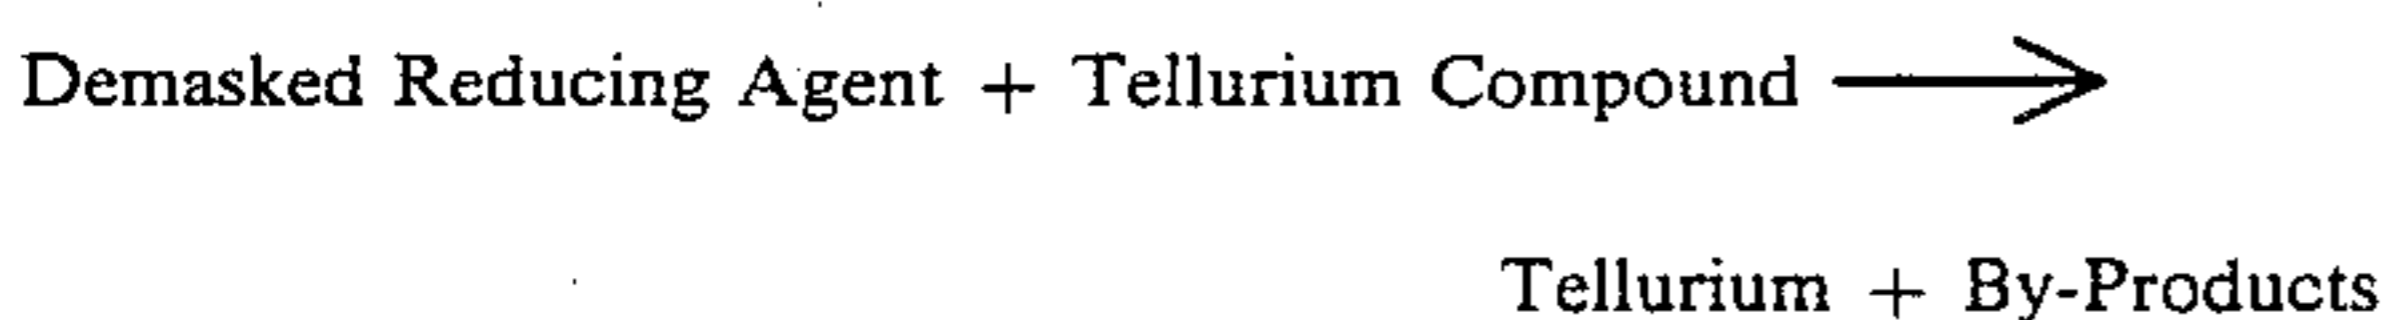 Demasked Reducing Agent + Tellurium Compound ⟶
Tellurium + By-Products